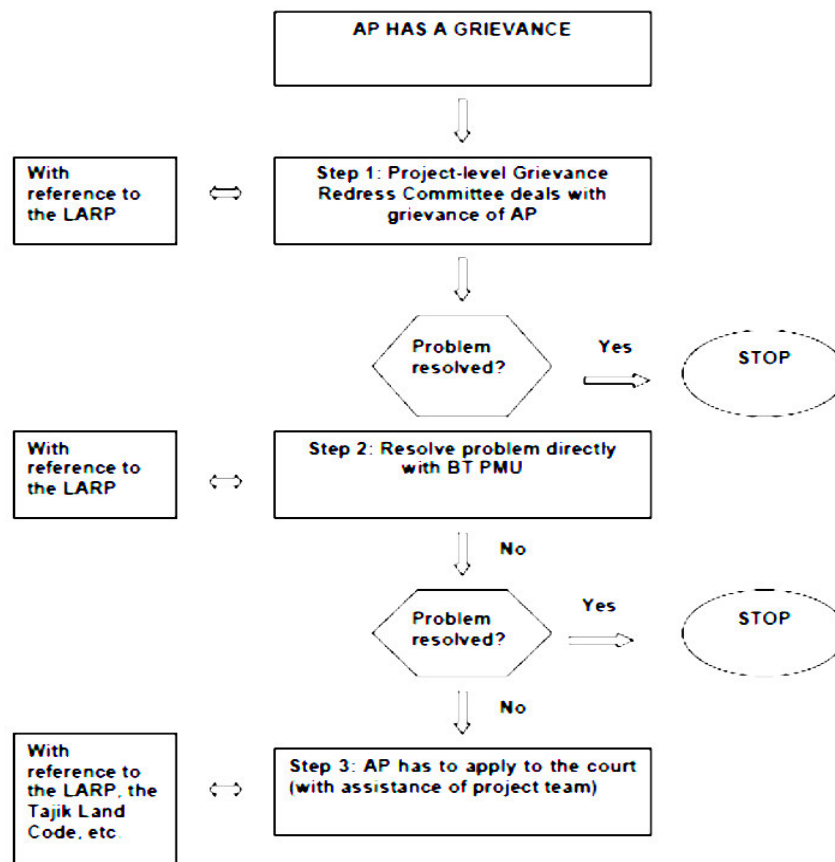 AP HAS A GRIEVANCE
With
reference to
the LARP
Step 1: Project-level Grievance
Redress Committee deals with
grievance of AP
Problem
resolved?
Yes
STOP
With
reference to
the LARP
Step 2: Resolve problem directly
with BT PMU
No
Problem
resolved?
Yes
STOP
No
With
reference to
the LARP, the
Tajik Land
Code, etc.
Step 3: AP has to apply to the court
(with assistance of project team)